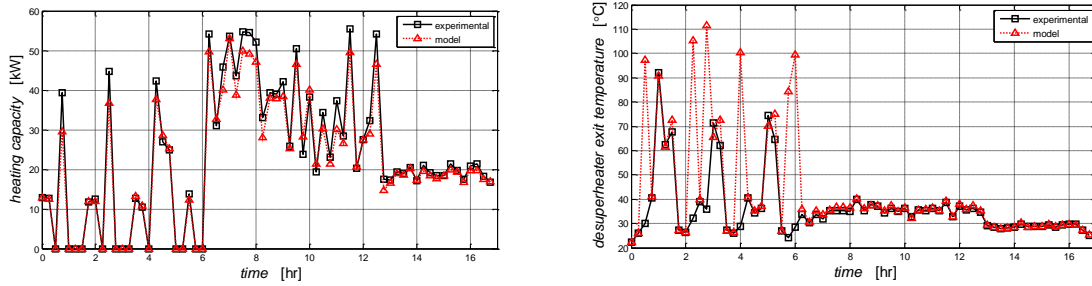 60
50
40
30
20
10
0
heating capacity [kW]
experimental
model
0 2 4 6 8 10 12 14 16
time [hr]
120
110
100
90
80
70
60
50
40
30
20
desuperheater exit temperature [°C]
experimental
model
0 2 4 6 8 10 12 14 16
time [hr]